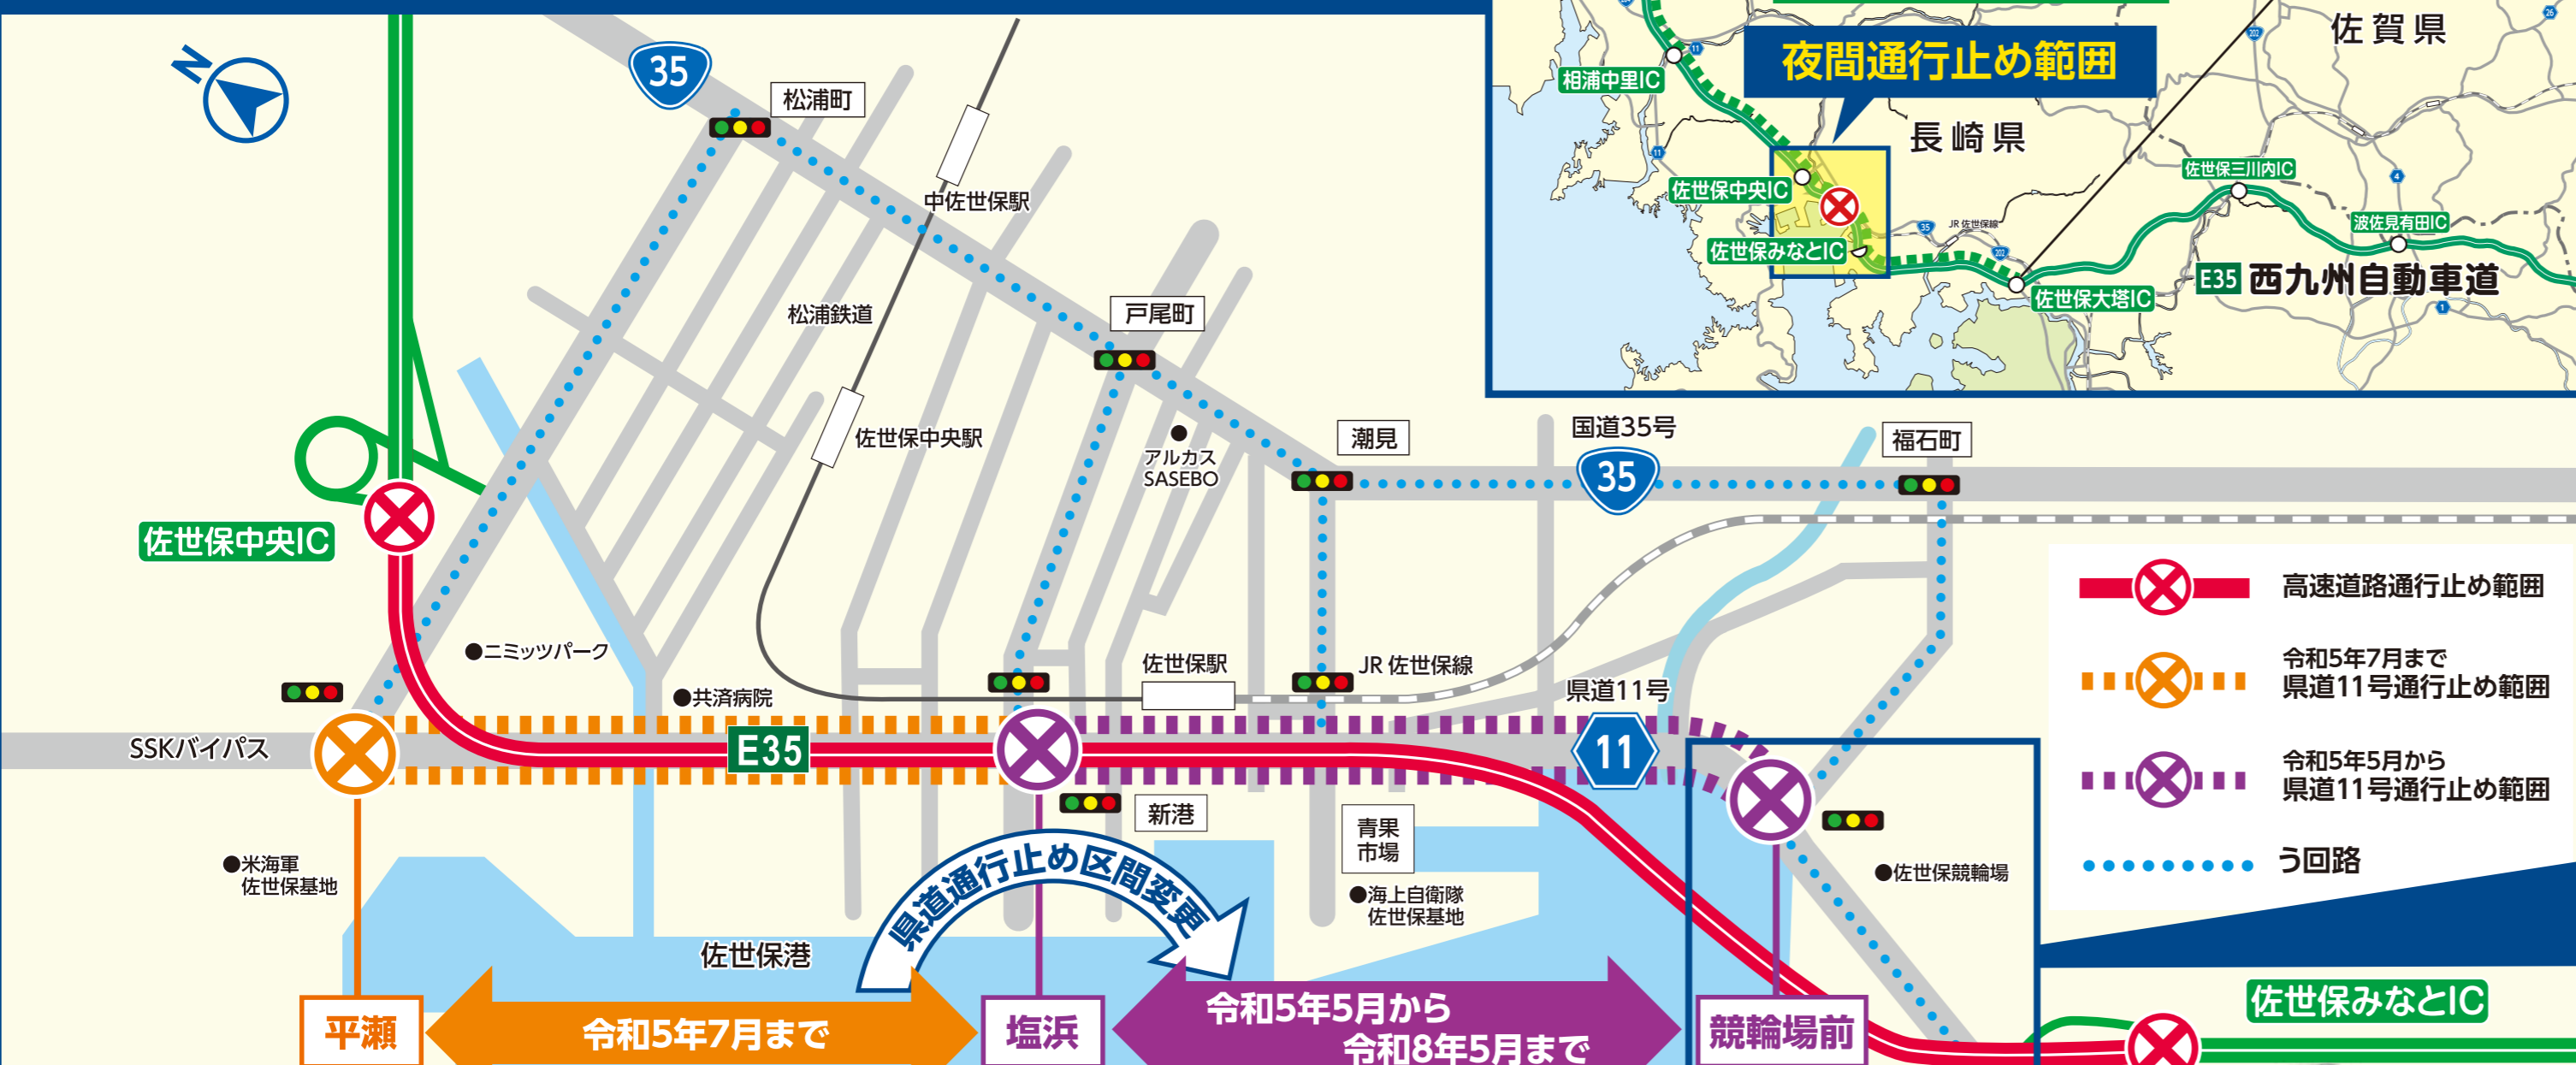 N
35
松浦町
中佐世保駅
松浦鉄道
戸尾町
佐世保中央駅
アルカス
SASEBO
潮見
国道35号
35
福石町
佐世保中央IC
ニミッツパーク
共済病院
佐世保駅
JR 佐世保線
県道11号
SSKバイパス
E35
11
新港
青果
市場
米海軍
佐世保基地
海上自衛隊
佐世保基地
佐世保競輪場
県道通行止め区間変更
佐世保港
平瀬
令和5年7月まで
塩浜
令和5年5月から
令和8年5月まで
競輪場前
佐世保みなとIC
高速道路通行止め範囲
令和5年7月まで
県道11号通行止め範囲
令和5年5月から
県道11号通行止め範囲
う回路
夜間通行止め範囲
佐賀県
長崎県
相浦中里IC
11
11
佐世保中央IC
佐世保みなとIC
35
JR 佐世保線
202
佐世保大塔IC
佐世保三川内IC
波佐見有田IC
E35 西九州自動車道
202
26
4
1